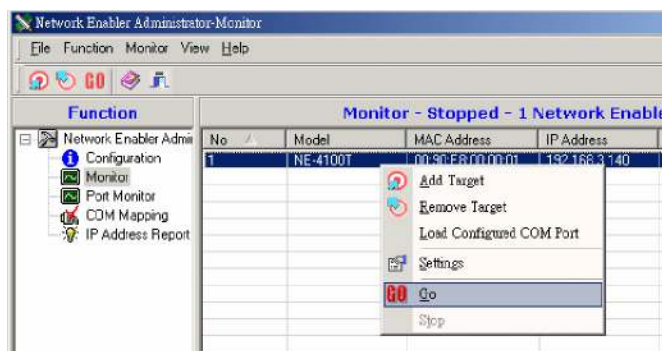 Network Enabler Administrator-Monitor
File Function Monitor View Help
GO
Function
Monitor - Stopped - 1 Network Enable
Network Enabler Admi
Configuration
Monitor
Port Monitor
COM Mapping
IP Address Report
No Model MAC Address IP Address
1 NE-4100T 00:90:E8:00:00:01 192.168.3.140
Add Target
Remove Target
Load Configured COM Port
Settings
GO Go
Stop